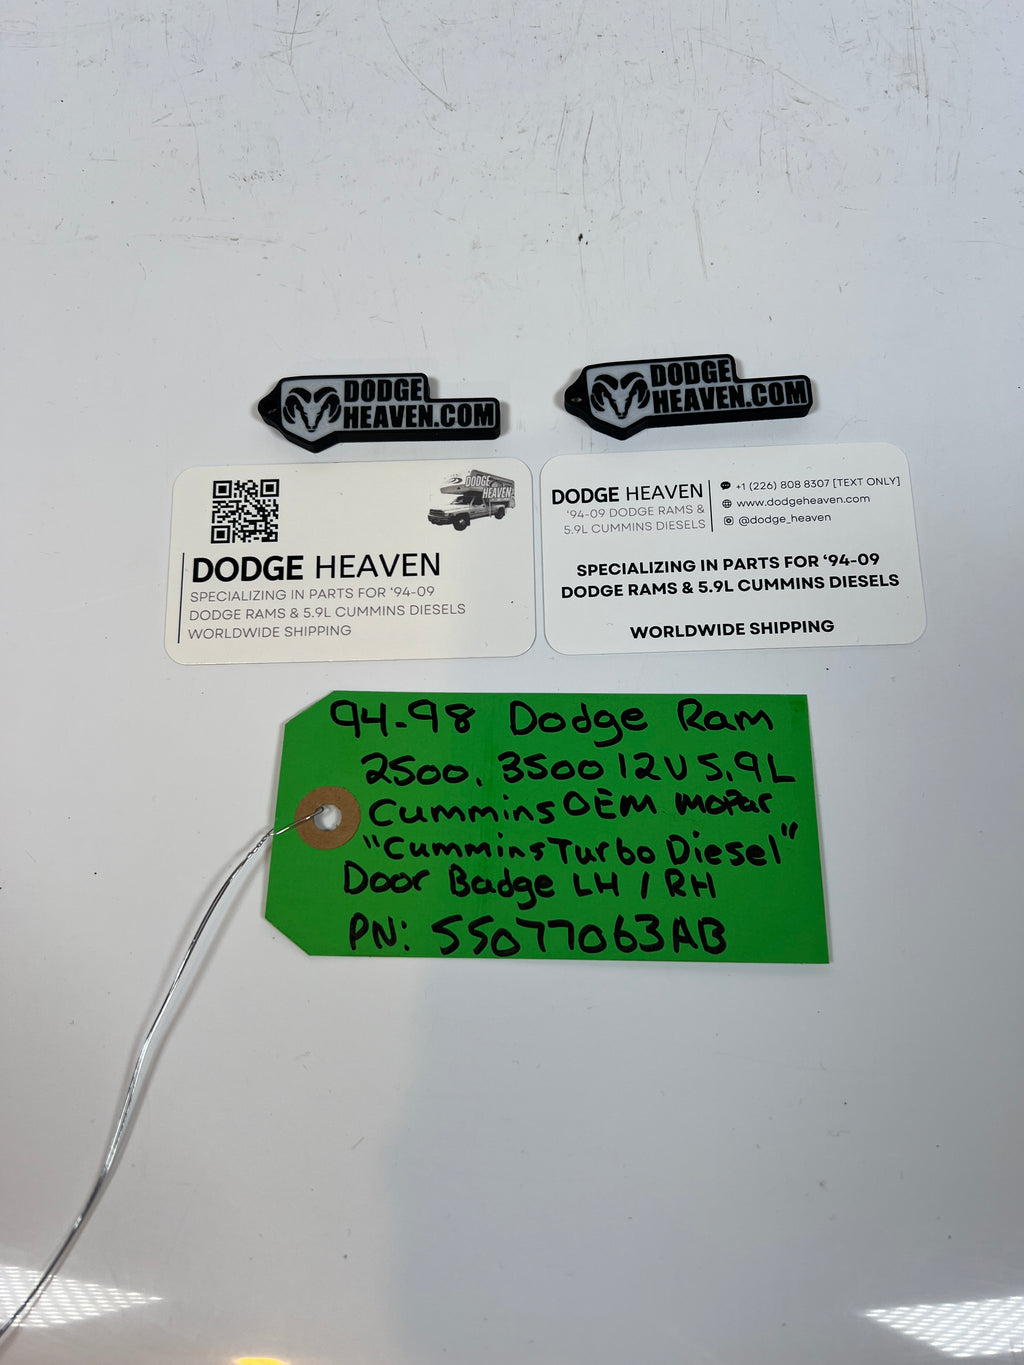 DODGE
HEAVEN.COM
DODGE
HEAVEN.COM
DODGE
HEAVEN
DODGE HEAVEN
SPECIALIZING IN PARTS FOR ‘94-09
DODGE RAMS & 5.9L CUMMINS DIESELS
WORLDWIDE SHIPPING
DODGE HEAVEN
‘94-09 DODGE RAMS &
5.9L CUMMINS DIESELS
+1 (226) 808 8307 [TEXT ONLY]
www.dodgeheaven.com
@dodge_heaven
SPECIALIZING IN PARTS FOR ‘94-09
DODGE RAMS & 5.9L CUMMINS DIESELS
WORLDWIDE SHIPPING
94-98 Dodge Ram
2500, 3500 12V 5.9L
Cummins OEM Mopar
"Cummins Turbo Diesel"
Door Badge LH / RH
PN: 55077063AB